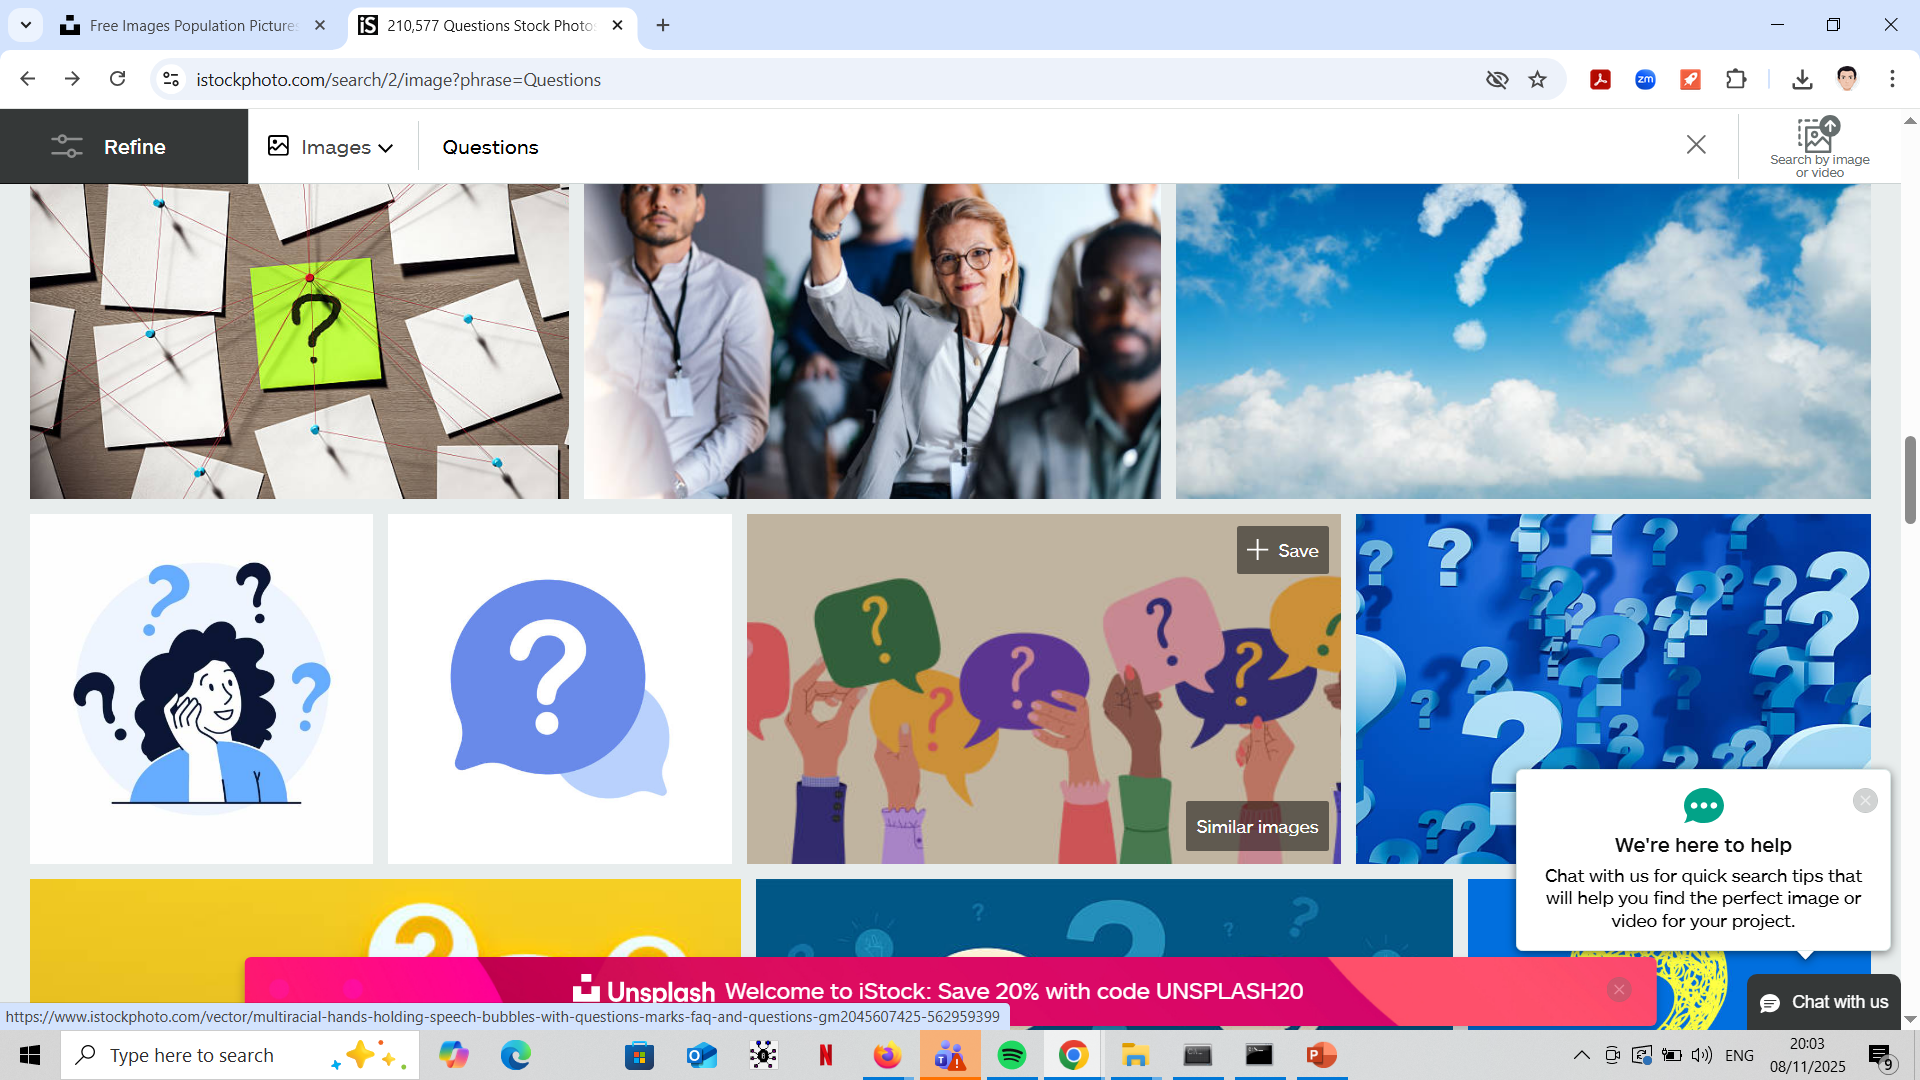 Free Images Population Pictures
210,577 Questions Stock Photo
istockphoto.com/search/2/image?phrase=Questions
zm
Refine
Images
Questions
Search by image
or video
?
?
?
Save
Similar images
We're here to help
Chat with us for quick search tips that
will help you find the perfect image or
video for your project.
Unsplash Welcome to iStock: Save 20% with code UNSPLASH20
Chat with us
https://www.istockphoto.com/vector/multiracial-hands-holding-speech-bubbles-with-questions-marks-faq-and-questions-gm2045607425-562959399
Type here to search
ENG
20:03
08/11/2025
9